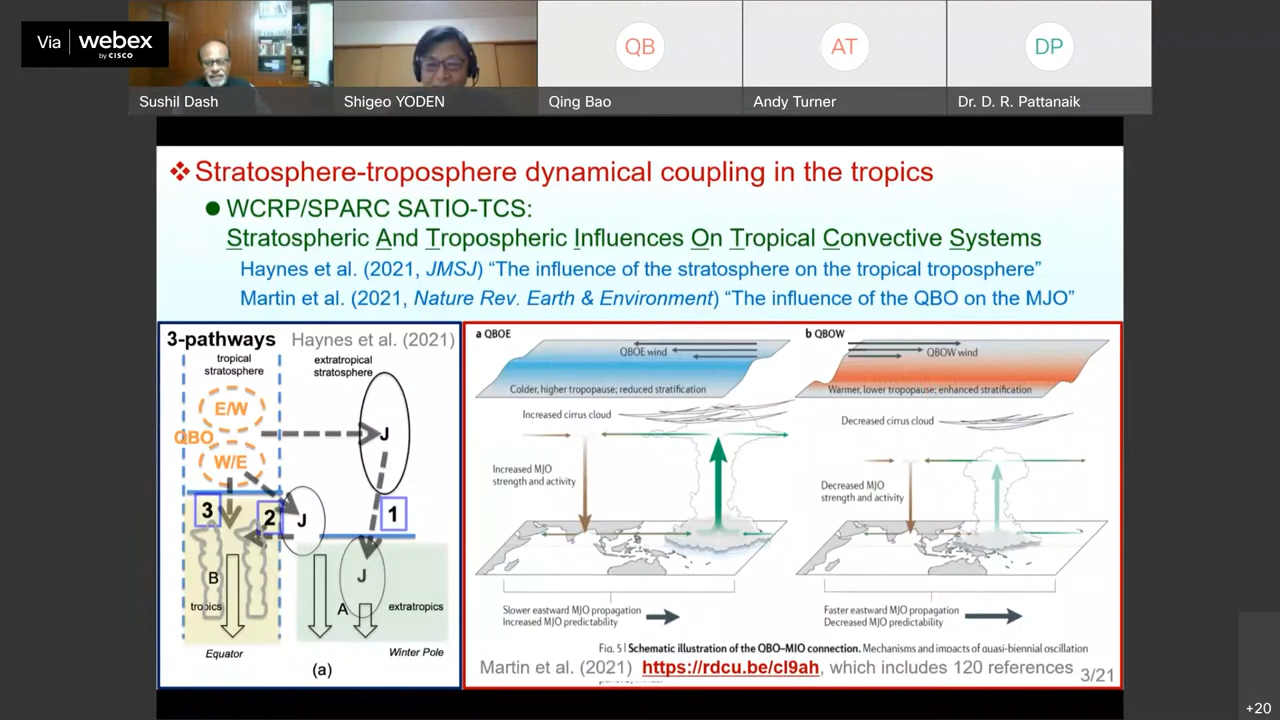 Via webex
by CISCO
Sushil Dash
Shigeo YODEN
QB
Qing Bao
AT
Andy Turner
DP
Dr. D. R. Pattanaik
❖ Stratosphere-troposphere dynamical coupling in the tropics
● WCRP/SPARC SATIO-TCS:
Stratospheric And Tropospheric Influences On Tropical Convective Systems
Haynes et al. (2021, JMSJ) “The influence of the stratosphere on the tropical troposphere”
Martin et al. (2021, Nature Rev. Earth & Environment) “The influence of the QBO on the MJO”
3-pathways Haynes et al. (2021)
tropical
stratosphere
extratropical
stratosphere
E/W
QBO
W/E
J
3
2
J
1
J
B
tropics
A
extratropics
Equator
Winter Pole
(a)
a QBOE
QBOE wind
Colder, higher tropopause; reduced stratification
Increased cirrus cloud
Increased MJO
strength and activity
Slower eastward MJO propagation
Increased MJO predictability
b QBOW
QBOW wind
Warmer, lower tropopause; enhanced stratification
Decreased cirrus cloud
Decreased MJO
strength and activity
Faster eastward MJO propagation
Decreased MJO predictability
Fig. 5 | Schematic illustration of the QBO–MJO connection. Mechanisms and impacts of quasi-biennial oscillation
Martin et al. (2021) https://rdcu.be/cl9ah, which includes 120 references
3/21
+20